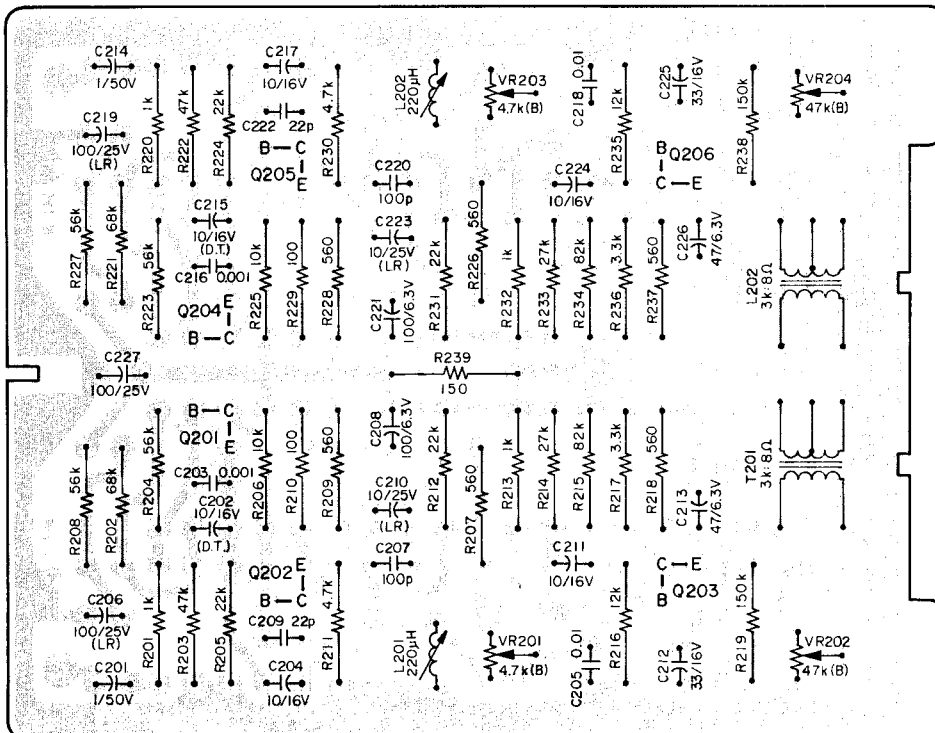 C214
1/50V
1k
R220
47k
R222
22k
R224
C217
10/16V
C222 22p
4.7k
R230
L202
220μH
VR203
4.7k(B)
C218 0.01
12k
R235
C225
33/16V
150k
R238
VR204
47k(B)
C219
100/25V
(LR)
B C
Q205
E
C220
100p
C224
10/16V
B
Q206
C E
56k
R227
68k
R221
56k
R223
C215
10/16V
(D.T.)
C216 0.001
Q204
E
B C
10k
R225
100
R229
560
R228
C223
10/25V
(LR)
C221
100/6.3V
22k
R231
560
R226
1k
R232
27k
R233
82k
R234
3.3k
R236
560
R237
C226
47/6.3V
L202
3k:8Ω
C227
100/25V
R239
150
B C
Q201
E
56k
R208
68k
R202
56k
R204
C203 0.001
C202
10/16V
(D.T.)
10k
R206
100
R210
560
R209
C208
100/6.3V
C210
10/25V
(LR)
22k
R212
560
R207
1k
R213
27k
R214
82k
R215
3.3k
R217
560
R218
C213
47/6.3V
T201
3k:8Ω
C206
100/25V
(LR)
C201
1/50V
1k
R201
47k
R203
22k
R205
Q202
E
B C
C209 22p
C204
10/16V
4.7k
R211
C207
100p
L201
220μH
VR201
4.7k(B)
C211
10/16V
C205 0.01
12k
R216
C E
B
Q203
C212
33/16V
150k
R219
VR202
47k(B)